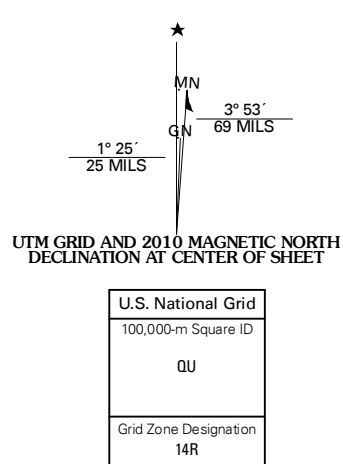 MN
3° 53´
69 MILS
GN
1° 25´
25 MILS
UTM GRID AND 2010 MAGNETIC NORTH
DECLINATION AT CENTER OF SHEET
U.S. National Grid
100,000-m Square ID
QU
Grid Zone Designation
14R